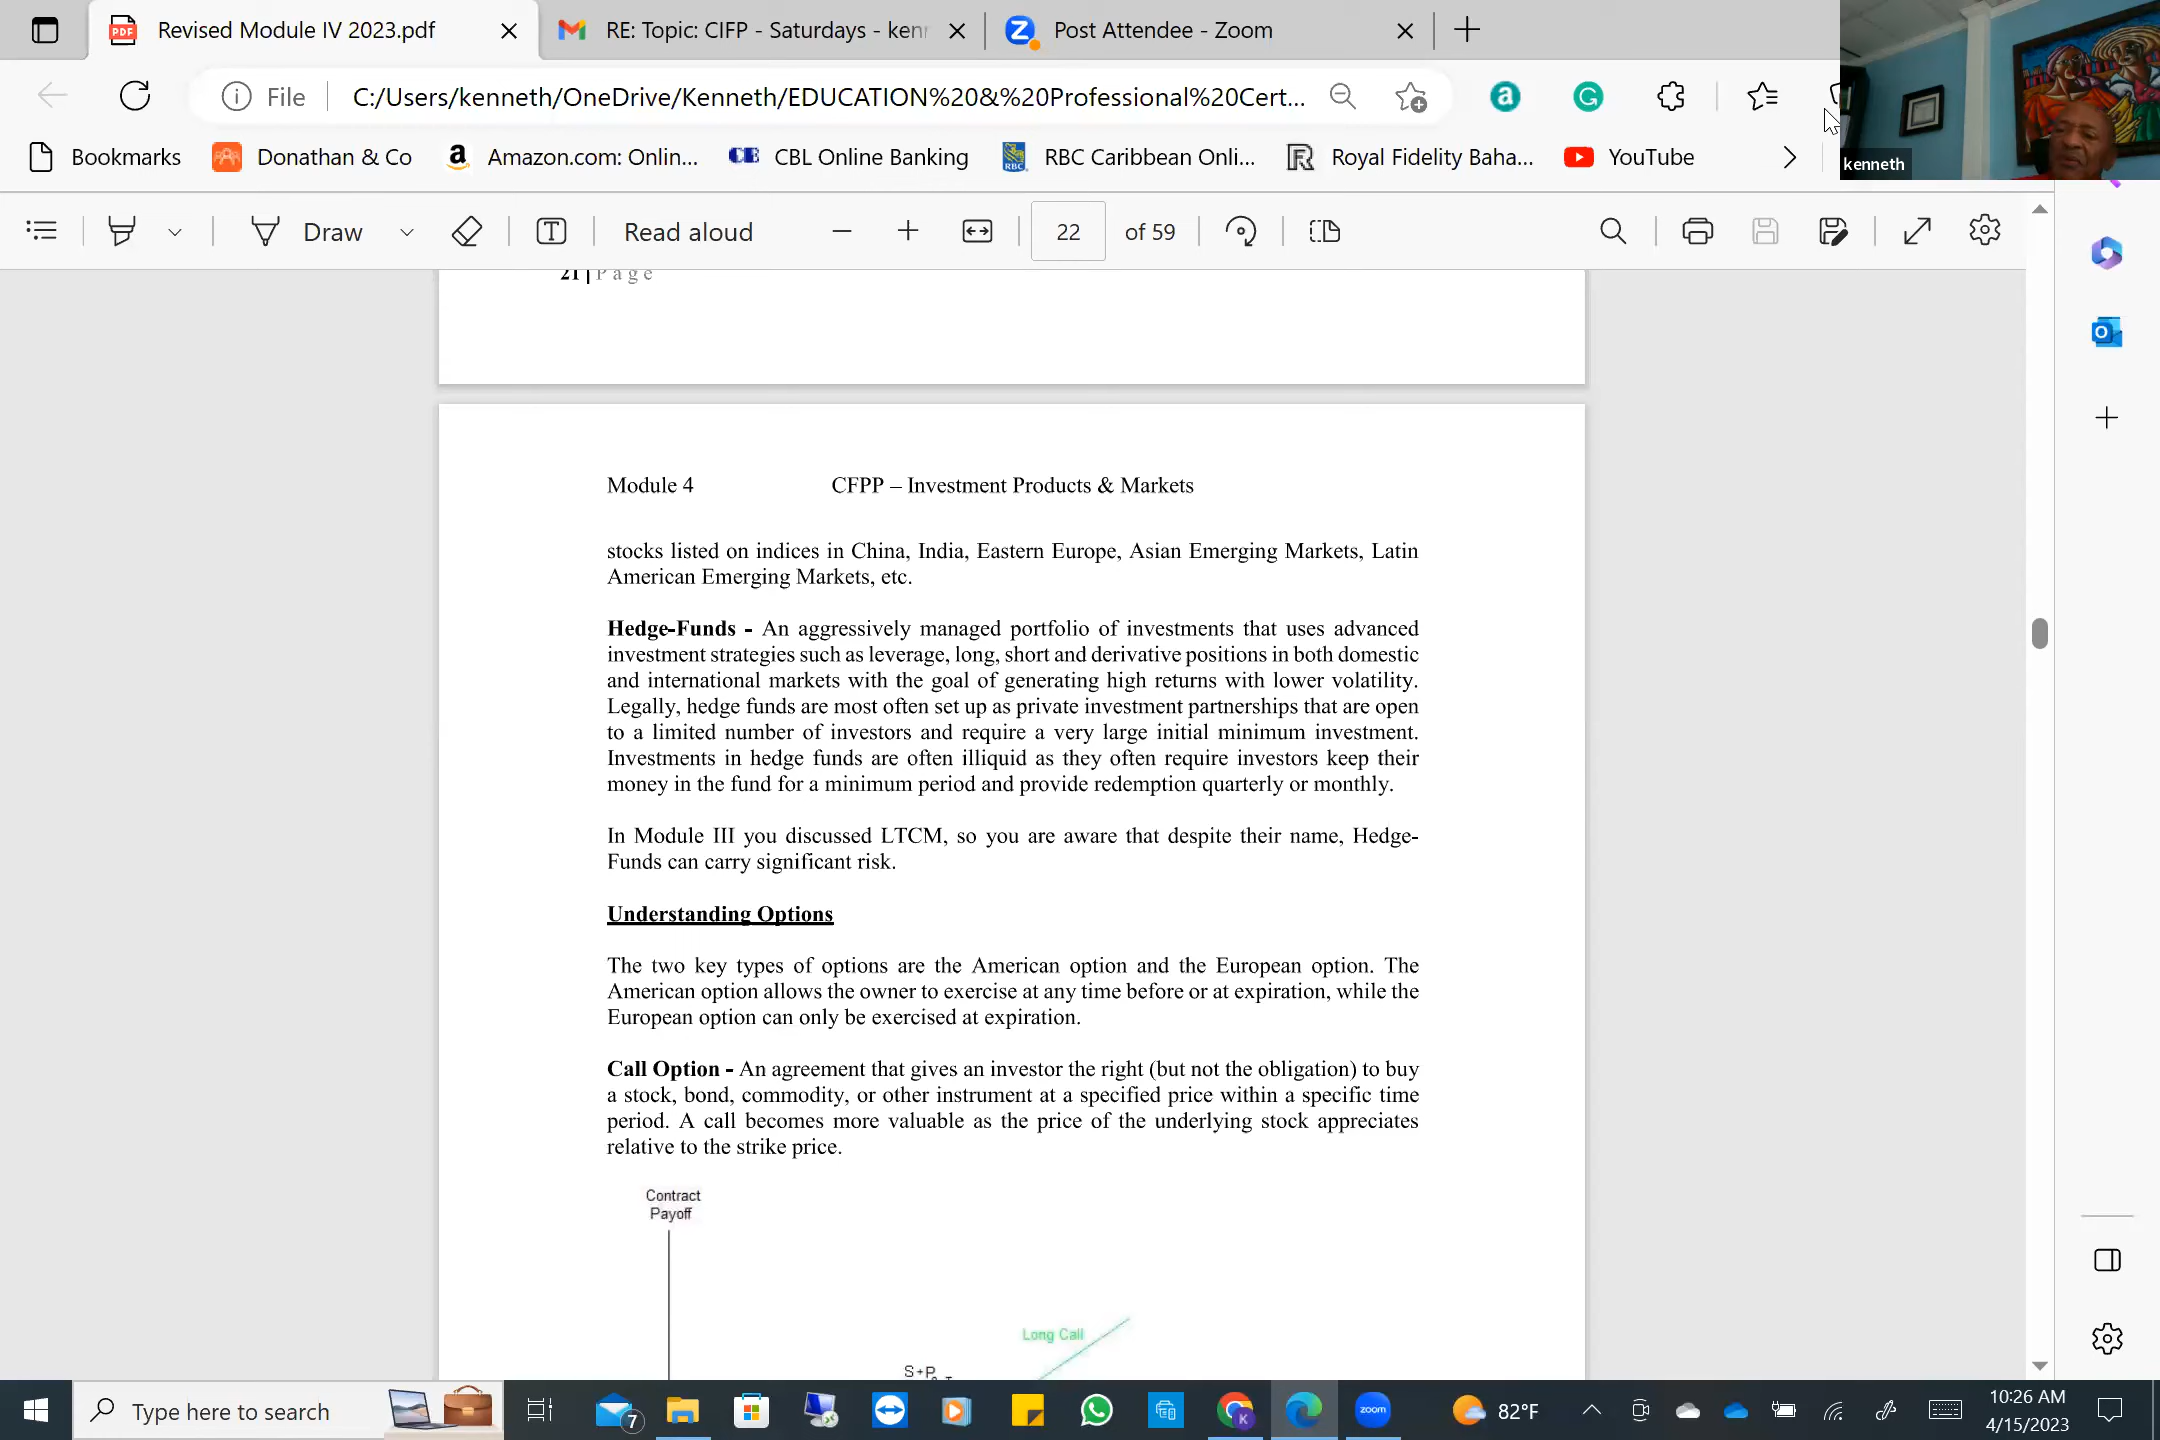 Revised Module IV 2023.pdf
RE: Topic: CIFP - Saturdays - ken
Post Attendee - Zoom
File
C:/Users/kenneth/OneDrive/Kenneth/EDUCATION%20&%20Professional%20Cert...
Bookmarks
Donathan & Co
Amazon.com: Onlin...
CBL Online Banking
RBC Caribbean Onli...
Royal Fidelity Baha...
YouTube
kenneth
Draw
Read aloud
22
of 59
21 | Page
Module 4 CFPP – Investment Products & Markets
stocks listed on indices in China, India, Eastern Europe, Asian Emerging Markets, Latin
American Emerging Markets, etc.
Hedge-Funds - An aggressively managed portfolio of investments that uses advanced
investment strategies such as leverage, long, short and derivative positions in both domestic
and international markets with the goal of generating high returns with lower volatility.
Legally, hedge funds are most often set up as private investment partnerships that are open
to a limited number of investors and require a very large initial minimum investment.
Investments in hedge funds are often illiquid as they often require investors keep their
money in the fund for a minimum period and provide redemption quarterly or monthly.
In Module III you discussed LTCM, so you are aware that despite their name, Hedge-
Funds can carry significant risk.
Understanding Options
The two key types of options are the American option and the European option. The
American option allows the owner to exercise at any time before or at expiration, while the
European option can only be exercised at expiration.
Call Option - An agreement that gives an investor the right (but not the obligation) to buy
a stock, bond, commodity, or other instrument at a specified price within a specific time
period. A call becomes more valuable as the price of the underlying stock appreciates
relative to the strike price.
Contract
Payoff
Long Call
Type here to search
7
zoom
82°F
10:26 AM
4/15/2023